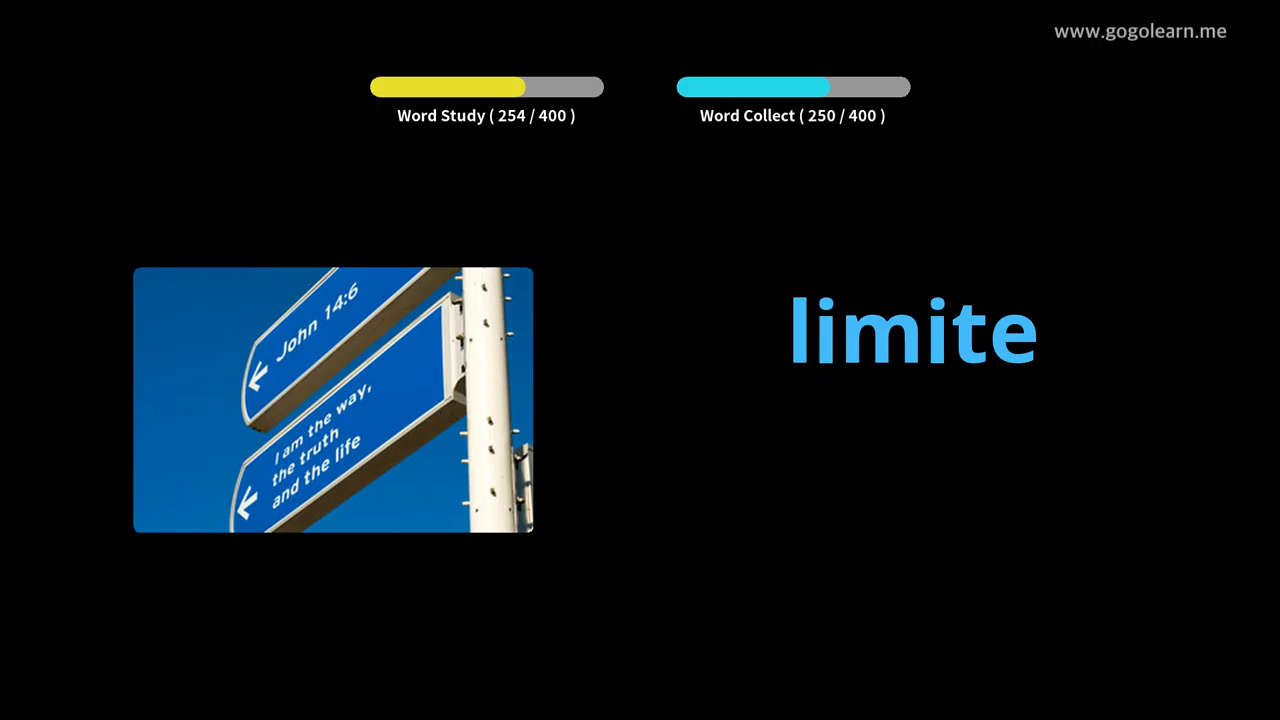 www.gogolearn.me
Word Study ( 254 / 400 )
Word Collect ( 250 / 400 )
John 14:6
I am the way,
the truth
and the life
limite